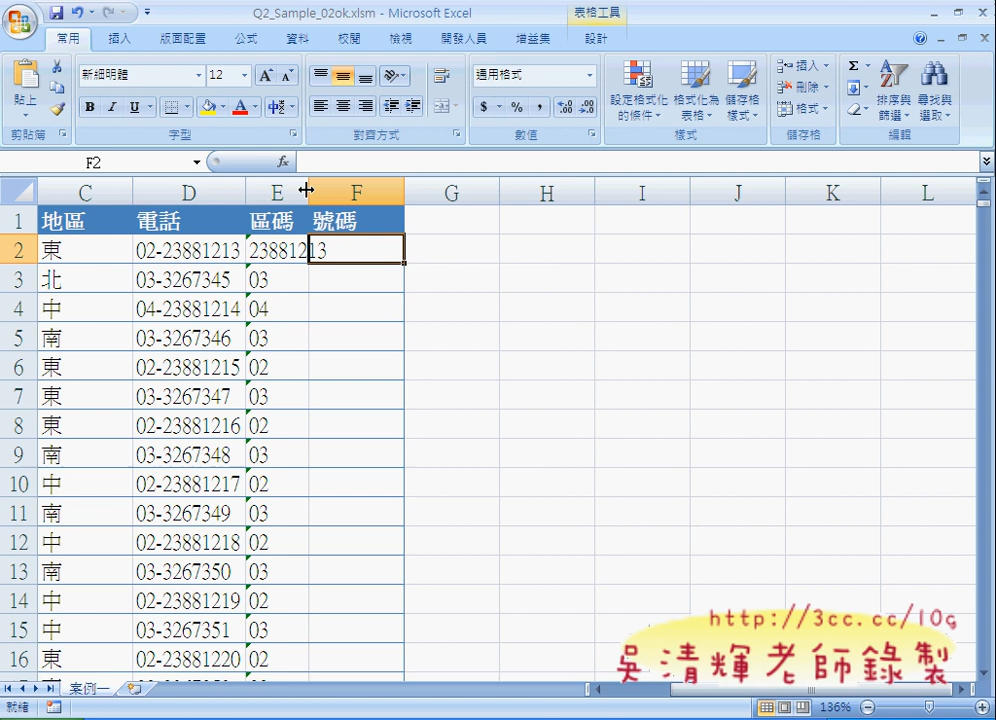 Q2_Sample_02ok.xlsm - Microsoft Excel
表格工具
常用 插入 版面配置 公式 資料 校閱 檢視 開發人員 增益集 設計
貼上
新細明體 12
B I U A 中
通用格式
$ % , .00
設定格式化的條件 格式化為表格 儲存格樣式
插入
刪除
格式
Σ
排序與篩選 尋找與選取
剪貼簿 字型 對齊方式 數值 樣式 儲存格 編輯
F2 fx
C D E F G H I J K L
1 地區 電話 區碼 號碼
2 東 02-23881213 23881213
3 北 03-3267345 03
4 中 04-23881214 04
5 南 03-3267346 03
6 東 02-23881215 02
7 東 03-3267347 03
8 東 02-23881216 02
9 南 03-3267348 03
10 中 02-23881217 02
11 南 03-3267349 03
12 中 02-23881218 02
13 南 03-3267350 03
14 中 02-23881219 02
15 中 03-3267351 03
16 東 02-23881220 02
http://3cc.cc/10g
吳清輝老師錄製
案例一
就緒 136%